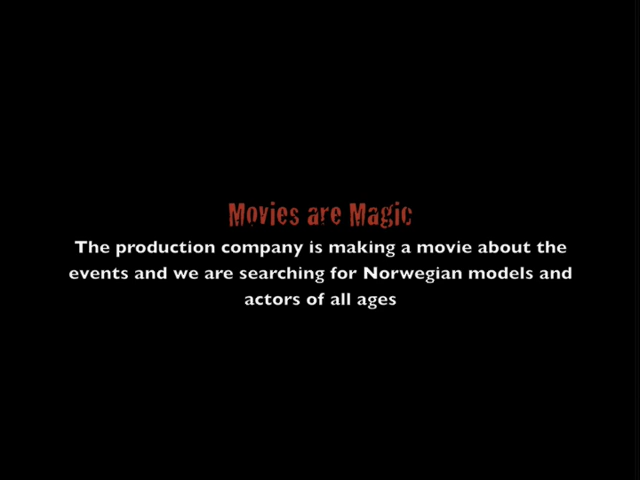 Movies are Magic
The production company is making a movie about the
events and we are searching for Norwegian models and
actors of all ages